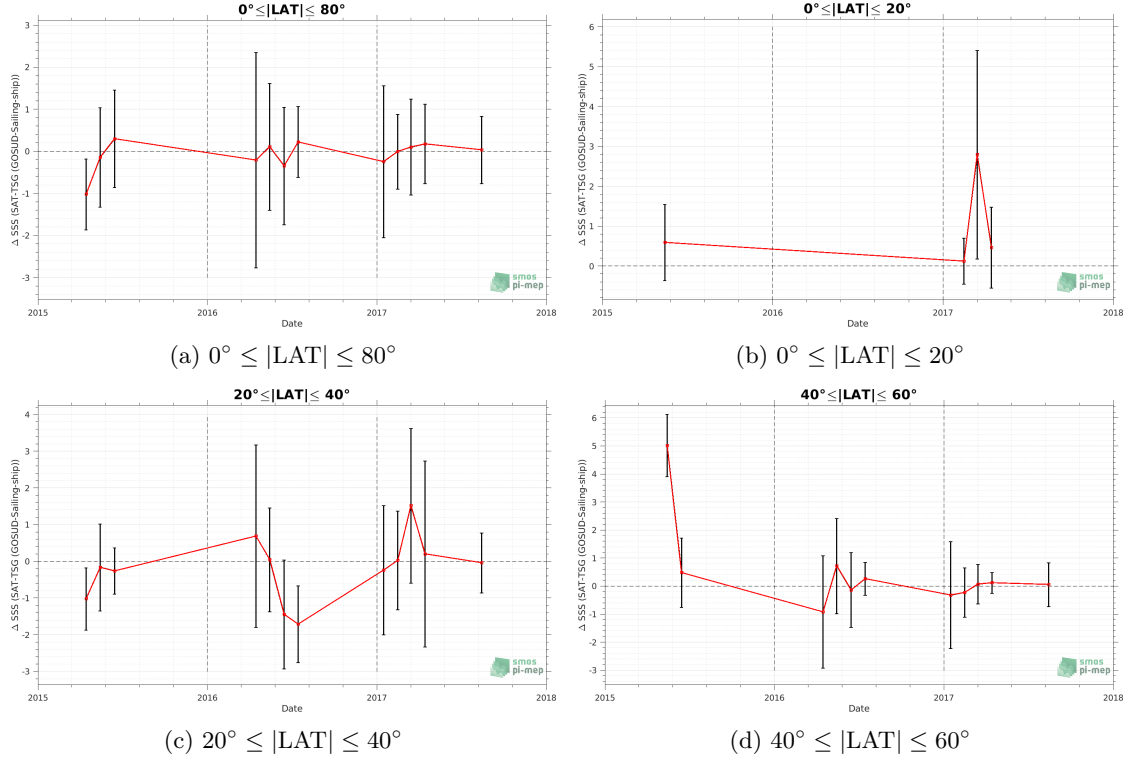 0°≤|LAT|≤ 80°
Δ SSS (SAT-TSG (GOSUD-Sailing-ship))
3
2
1
0
-1
-2
-3
2015
2016
2017
2018
Date
smos
pi-mep
(a) 0° ≤ |LAT| ≤ 80°
0°≤|LAT|≤ 20°
Δ SSS (SAT-TSG (GOSUD-Sailing-ship))
6
5
4
3
2
1
0
2015
2016
2017
2018
Date
smos
pi-mep
(b) 0° ≤ |LAT| ≤ 20°
20°≤|LAT|≤ 40°
Δ SSS (SAT-TSG (GOSUD-Sailing-ship))
4
3
2
1
0
-1
-2
-3
2015
2016
2017
2018
Date
smos
pi-mep
(c) 20° ≤ |LAT| ≤ 40°
40°≤|LAT|≤ 60°
Δ SSS (SAT-TSG (GOSUD-Sailing-ship))
6
5
4
3
2
1
0
-1
-2
-3
2015
2016
2017
2018
Date
smos
pi-mep
(d) 40° ≤ |LAT| ≤ 60°